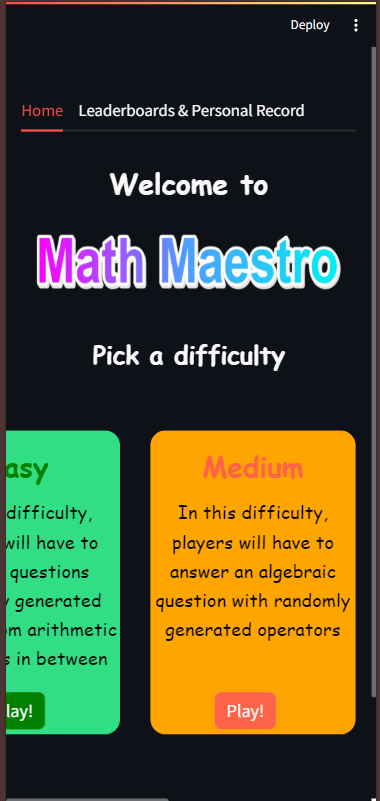 Deploy
Home Leaderboards & Personal Record
Welcome to
Math Maestro
Pick a difficulty
asy
difficulty,
will have to
questions
y generated
om arithmetic
s in between
lay!
Medium
In this difficulty,
players will have to
answer an algebraic
question with randomly
generated operators
Play!